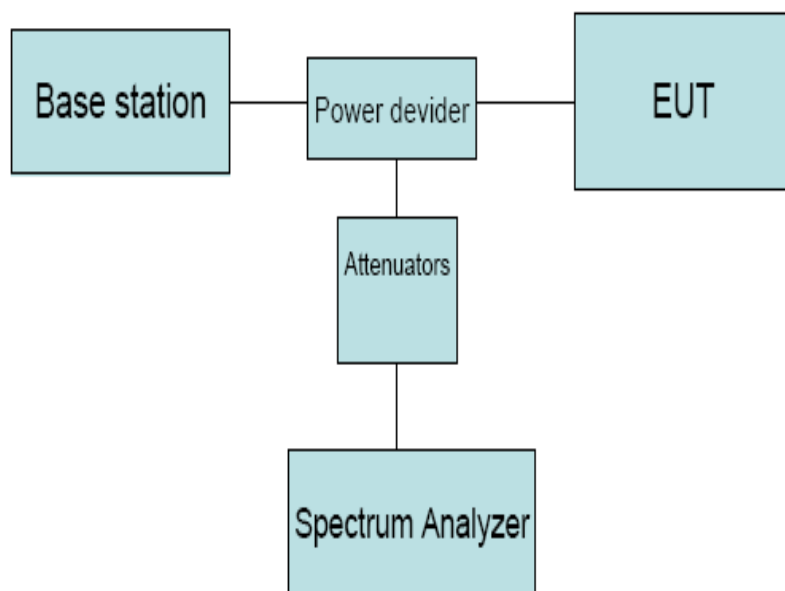 Base station
Power devider
EUT
Attenuators
Spectrum Analyzer